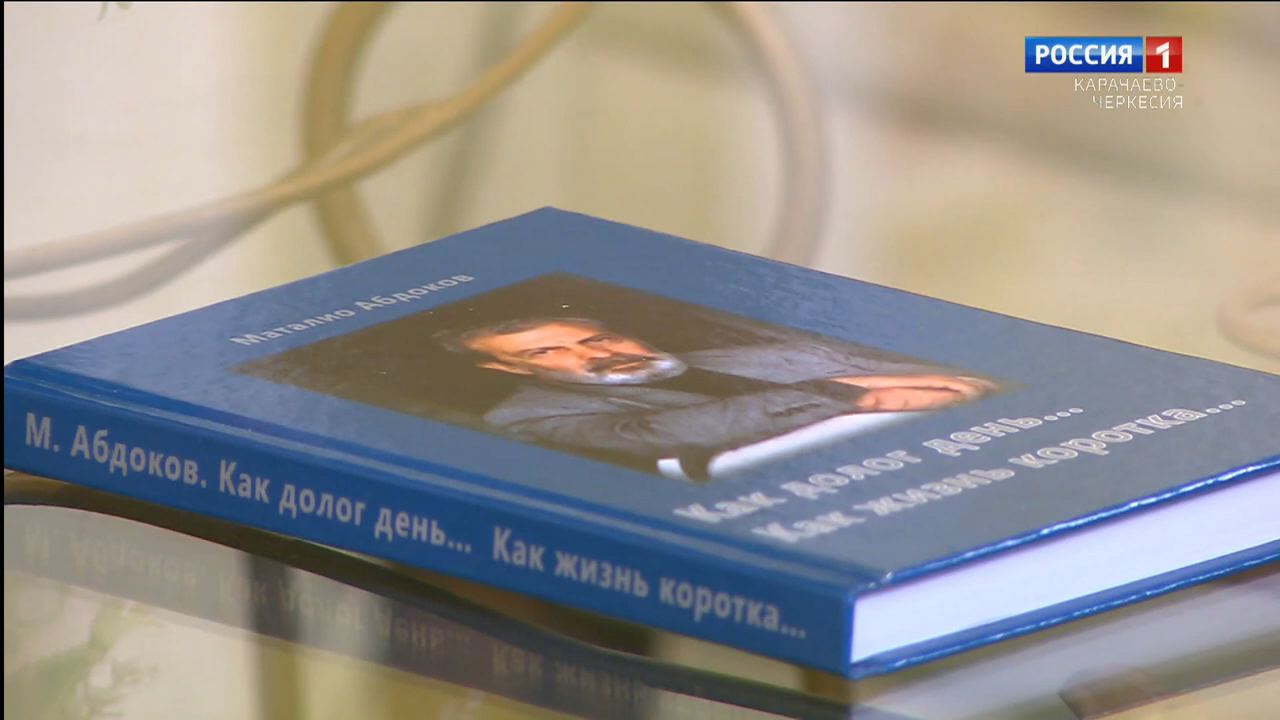 РОССИЯ 1
КАРАЧАЕВО-
ЧЕРКЕСИЯ
Маталио Абдоков
Как долог день...
Как жизнь коротка...
М. Абдоков. Как долог день... Как жизнь коротка...